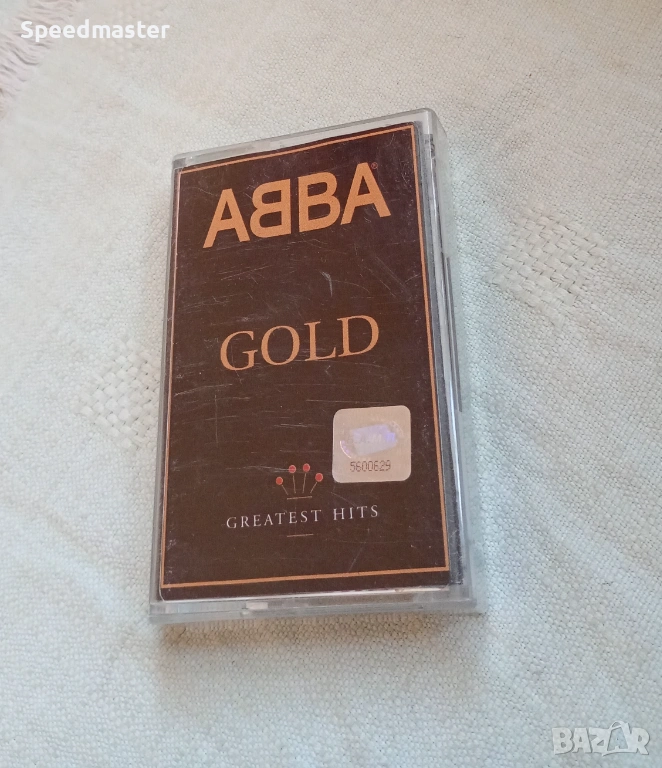 Speedmaster
ABBA®
GOLD
5600629
GREATEST HITS
BAZAR